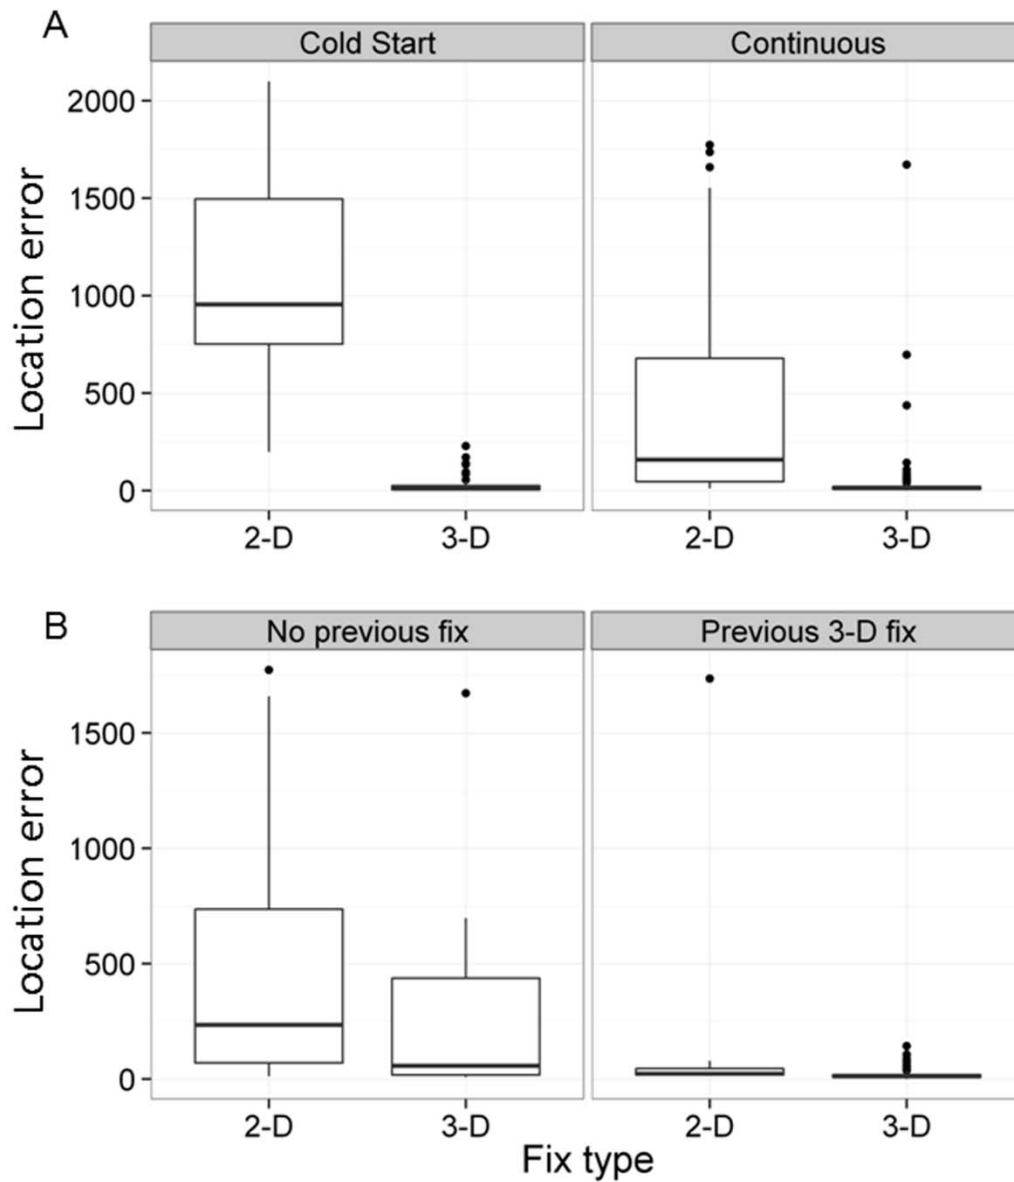 A
Cold Start
Continuous
Location error
2000
1500
1000
500
0
2-D
3-D
2-D
3-D
B
No previous fix
Previous 3-D fix
Location error
1500
1000
500
0
2-D
3-D
2-D
3-D
Fix type